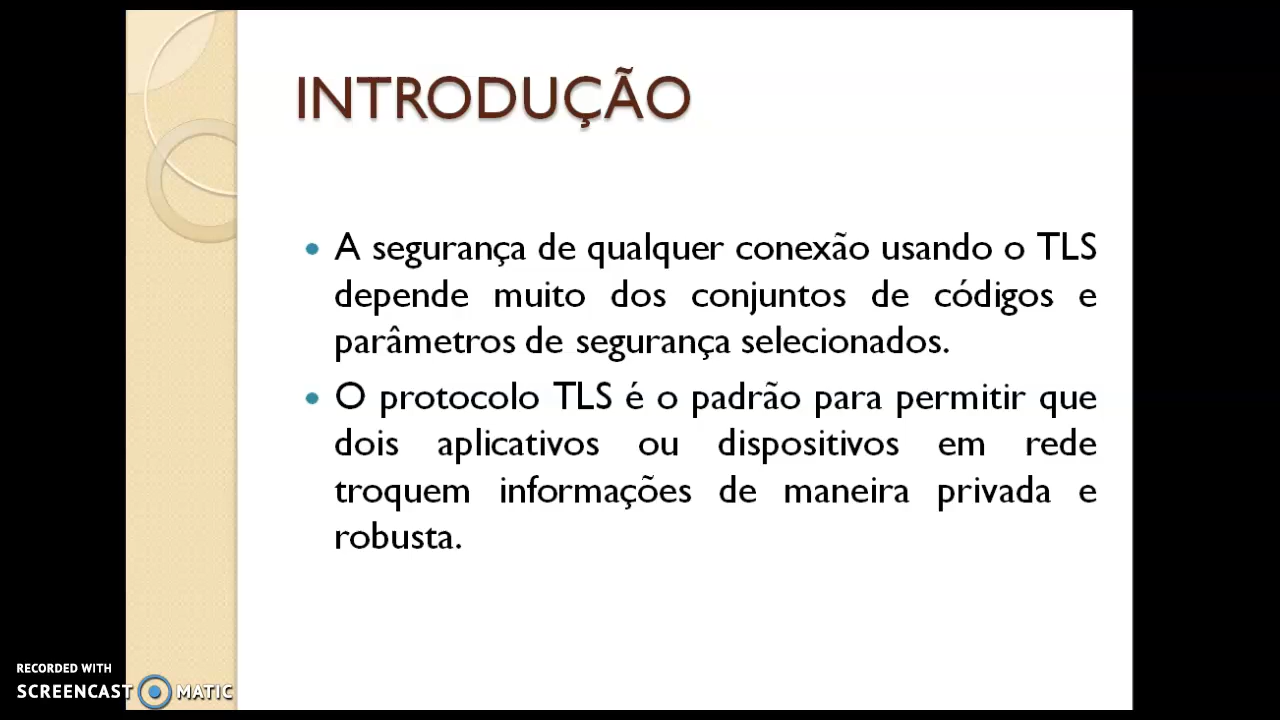 INTRODUÇÃO
• A segurança de qualquer conexão usando o TLS
depende muito dos conjuntos de códigos e
parâmetros de segurança selecionados.
• O protocolo TLS é o padrão para permitir que
dois aplicativos ou dispositivos em rede
troquem informações de maneira privada e
robusta.
RECORDED WITH
SCREENCAST MATIC